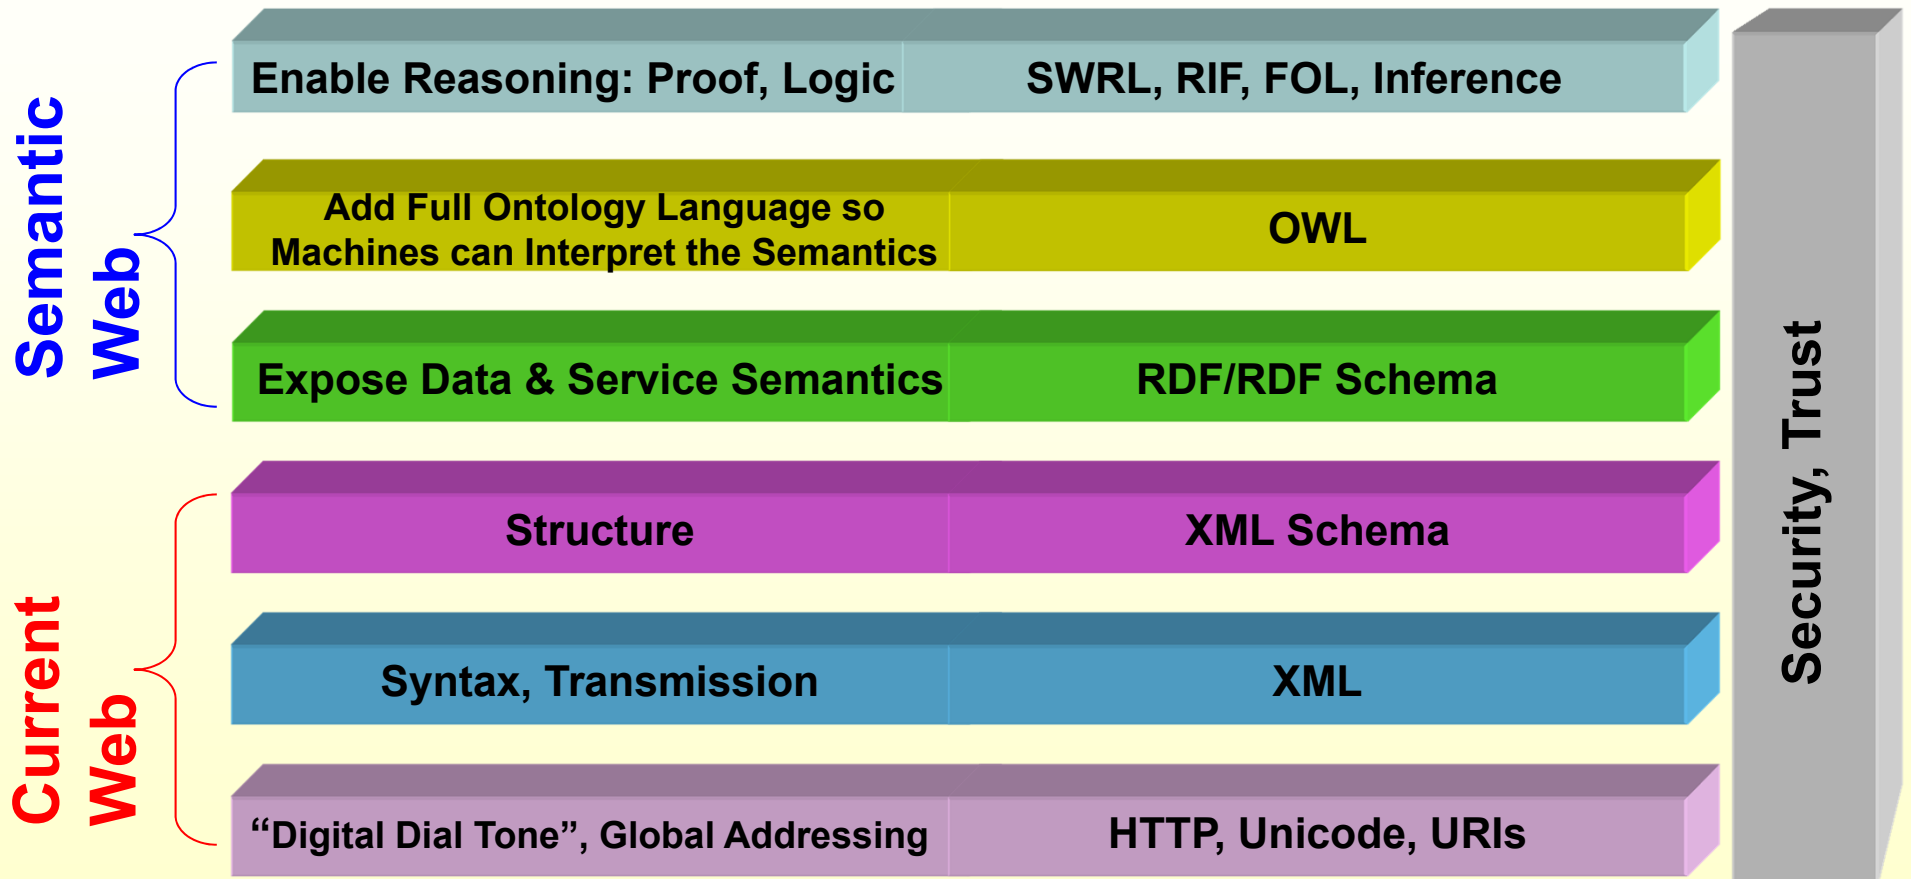 Semantic
Web
Enable Reasoning: Proof, Logic
SWRL, RIF, FOL, Inference
Add Full Ontology Language so
Machines can Interpret the Semantics
OWL
Expose Data & Service Semantics
RDF/RDF Schema
Current
Web
Structure
XML Schema
Syntax, Transmission
XML
“Digital Dial Tone”, Global Addressing
HTTP, Unicode, URIs
Security, Trust